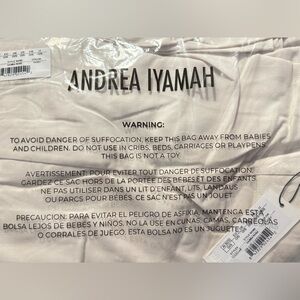 ANDREA IYAMAH
WARNING:
TO AVOID DANGER OF SUFFOCATION, KEEP THIS BAG AWAY FROM BABIES
AND CHILDREN. DO NOT USE IN CRIBS, BEDS, CARRIAGES OR PLAYPENS.
THIS BAG IS NOT A TOY
AVERTISSEMENT: POUR EVITER TOUT DANGER DE SUFFOCATION,
GARDEZ CE SAC HORS DE LA PORTEE DES BEBES ET DES ENFANTS.
NE PAS UTILISER DANS UN LIT D'ENFANT, LITS, LANDAUS
OU PARCS POUR BEBES. CE SAC N'EST PAS UN JOUET
PRECAUCION: PARA EVITAR EL PELIGRO DE ASFIXIA, MANTENGA ESTA
BOLSA LEJOS DE BEBES Y NINOS. NO LA USE EN CUNAS, CAMAS, CARREOLAS
O CORRALES DE JUEGO. ESTA BOLSA NO ES UN JUGUETE